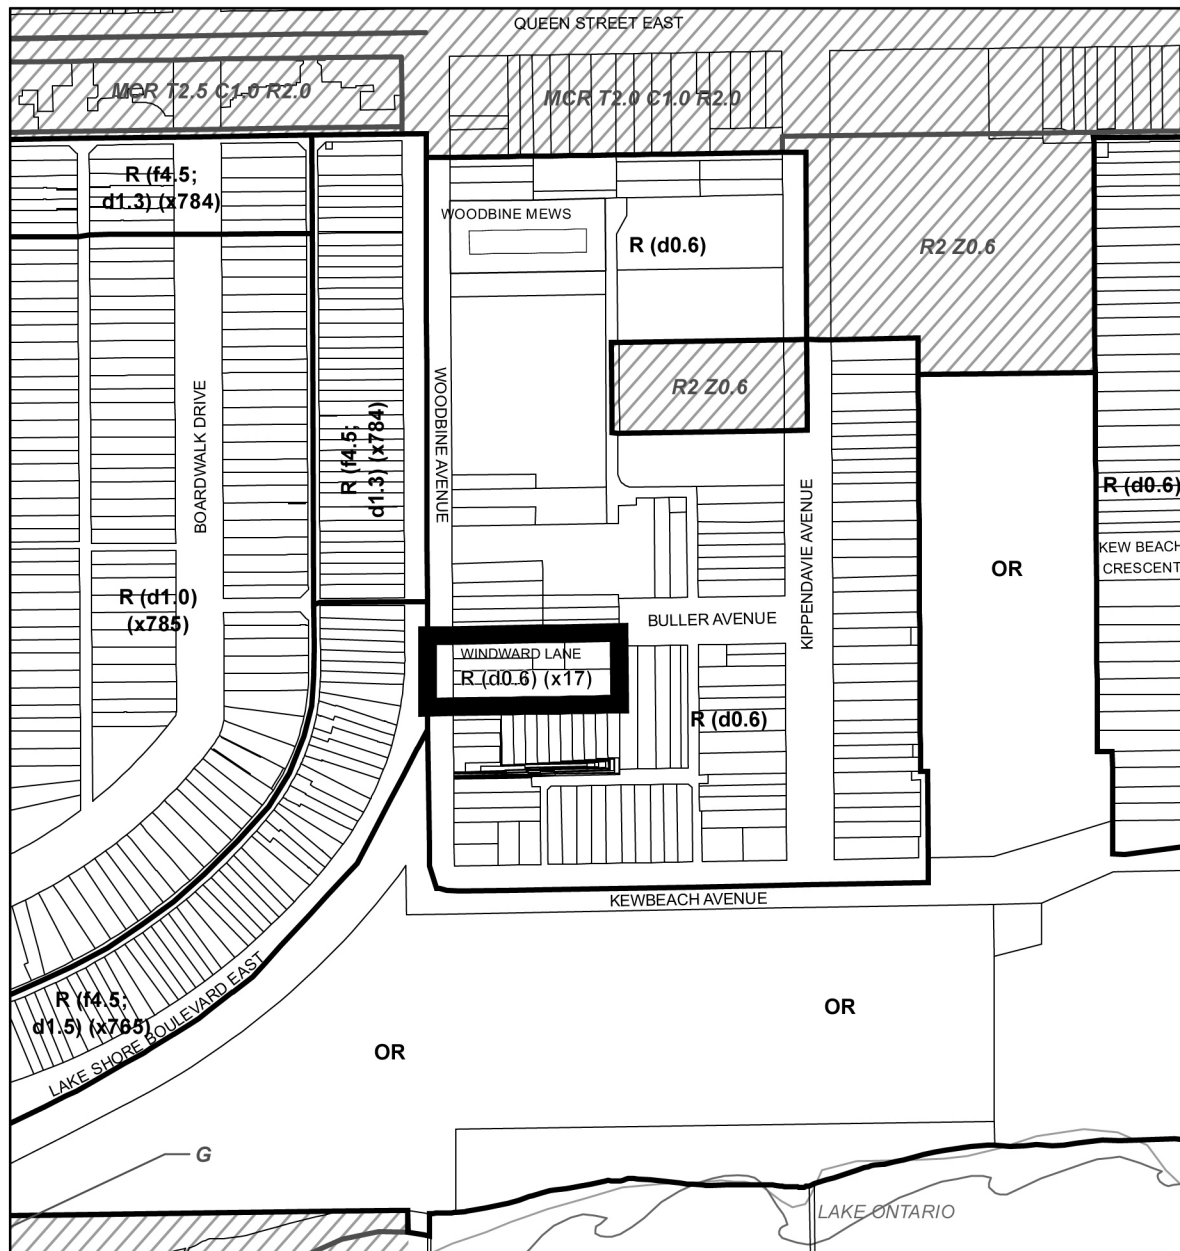 QUEEN STREET EAST
MCR T2.5 C1.0 R2.0
MCR T2.0 C1.0 R2.0
R (f4.5;
d1.3) (x784)
WOODBINE MEWS
R (d0.6)
R2 Z0.6
R2 Z0.6
BOARDWALK DRIVE
R (f4.5;
d1.3) (x784)
WOODBINE AVENUE
KIPPENDAVIE AVENUE
R (d0.6)
KEW BEACH
CRESCENT
OR
R (d1.0)
(x785)
BULLER AVENUE
WINDWARD LANE
R (d0.6) (x17)
R (d0.6)
KEWBEACH AVENUE
R (f4.5;
d1.5) (x765)
LAKE SHORE BOULEVARD EAST
OR
OR
G
LAKE ONTARIO